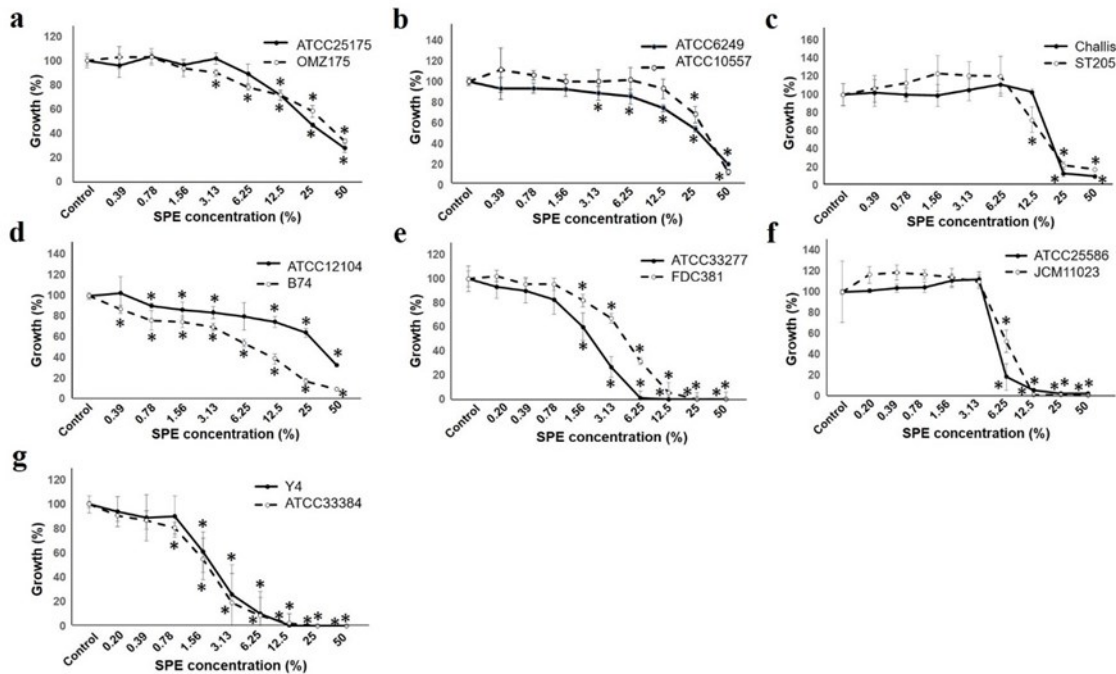 a
ATCC25175
OMZ175
Growth (%)
120
100
80
60
40
20
0
Control 0.39 0.78 1.56 3.13 6.25 12.5 25 50
SPE concentration (%)
* * * * * * * *
b
ATCC6249
ATCC10557
Growth (%)
140
120
100
80
60
40
20
0
Control 0.39 0.78 1.56 3.13 6.25 12.5 25 50
SPE concentration (%)
* * * * * * *
c
Challis
ST205
Growth (%)
160
140
120
100
80
60
40
20
0
Control 0.39 0.78 1.56 3.13 6.25 12.5 25 50
SPE concentration (%)
* * * * *
d
ATCC12104
B74
Growth (%)
140
120
100
80
60
40
20
0
Control 0.39 0.78 1.56 3.13 6.25 12.5 25 50
SPE concentration (%)
* * * * * * * * * * * * *
e
ATCC33277
FDC381
Growth (%)
120
100
80
60
40
20
0
Control 0.20 0.39 0.78 1.56 3.13 6.25 12.5 25 50
SPE concentration (%)
* * * * * * * * * * * *
f
ATCC25586
JCM11023
Growth (%)
140
120
100
80
60
40
20
0
Control 0.20 0.39 0.78 1.56 3.13 6.25 12.5 25 50
SPE concentration (%)
* * * * * * * *
g
Y4
ATCC33384
Growth (%)
120
100
80
60
40
20
0
Control 0.20 0.39 0.78 1.56 3.13 6.25 12.5 25 50
SPE concentration (%)
* * * * * * * * * * * * *